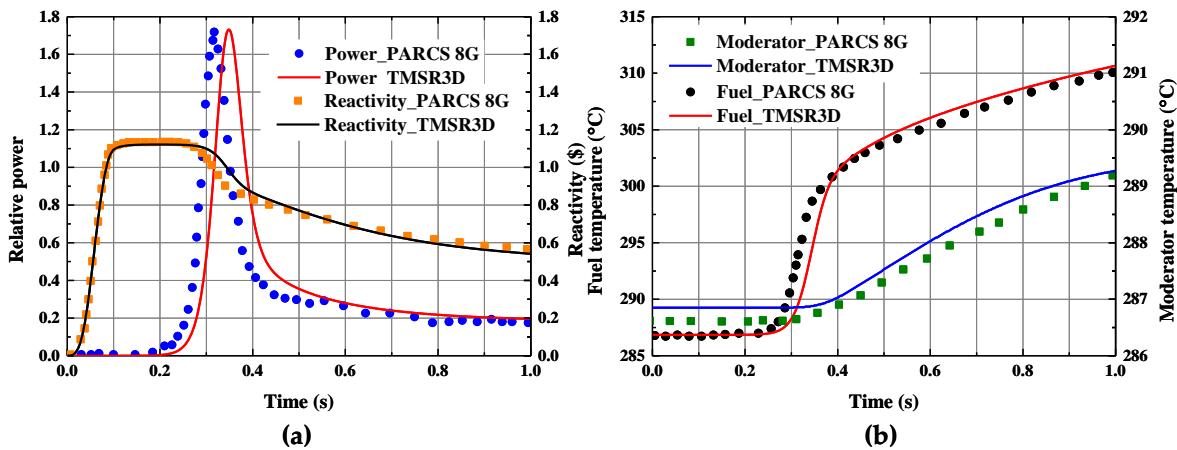 1.8
1.6
1.4
1.2
1.0
0.8
0.6
0.4
0.2
0.0
Relative power
0.0 0.2 0.4 0.6 0.8 1.0
Time (s)
1.8
1.6
1.4
1.2
1.0
0.8
0.6
0.4
0.2
0.0
Reactivity ($)
Power_PARCS 8G
Power_TMSR3D
Reactivity_PARCS 8G
Reactivity_TMSR3D
(a)
315
310
305
300
295
290
285
Fuel temperature (°C)
0.0 0.2 0.4 0.6 0.8 1.0
Time (s)
292
291
290
289
288
287
286
Moderator temperature (°C)
Moderator_PARCS 8G
Moderator_TMSR3D
Fuel_PARCS 8G
Fuel_TMSR3D
(b)